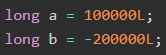 long a = 100000L;
long b = -200000L;